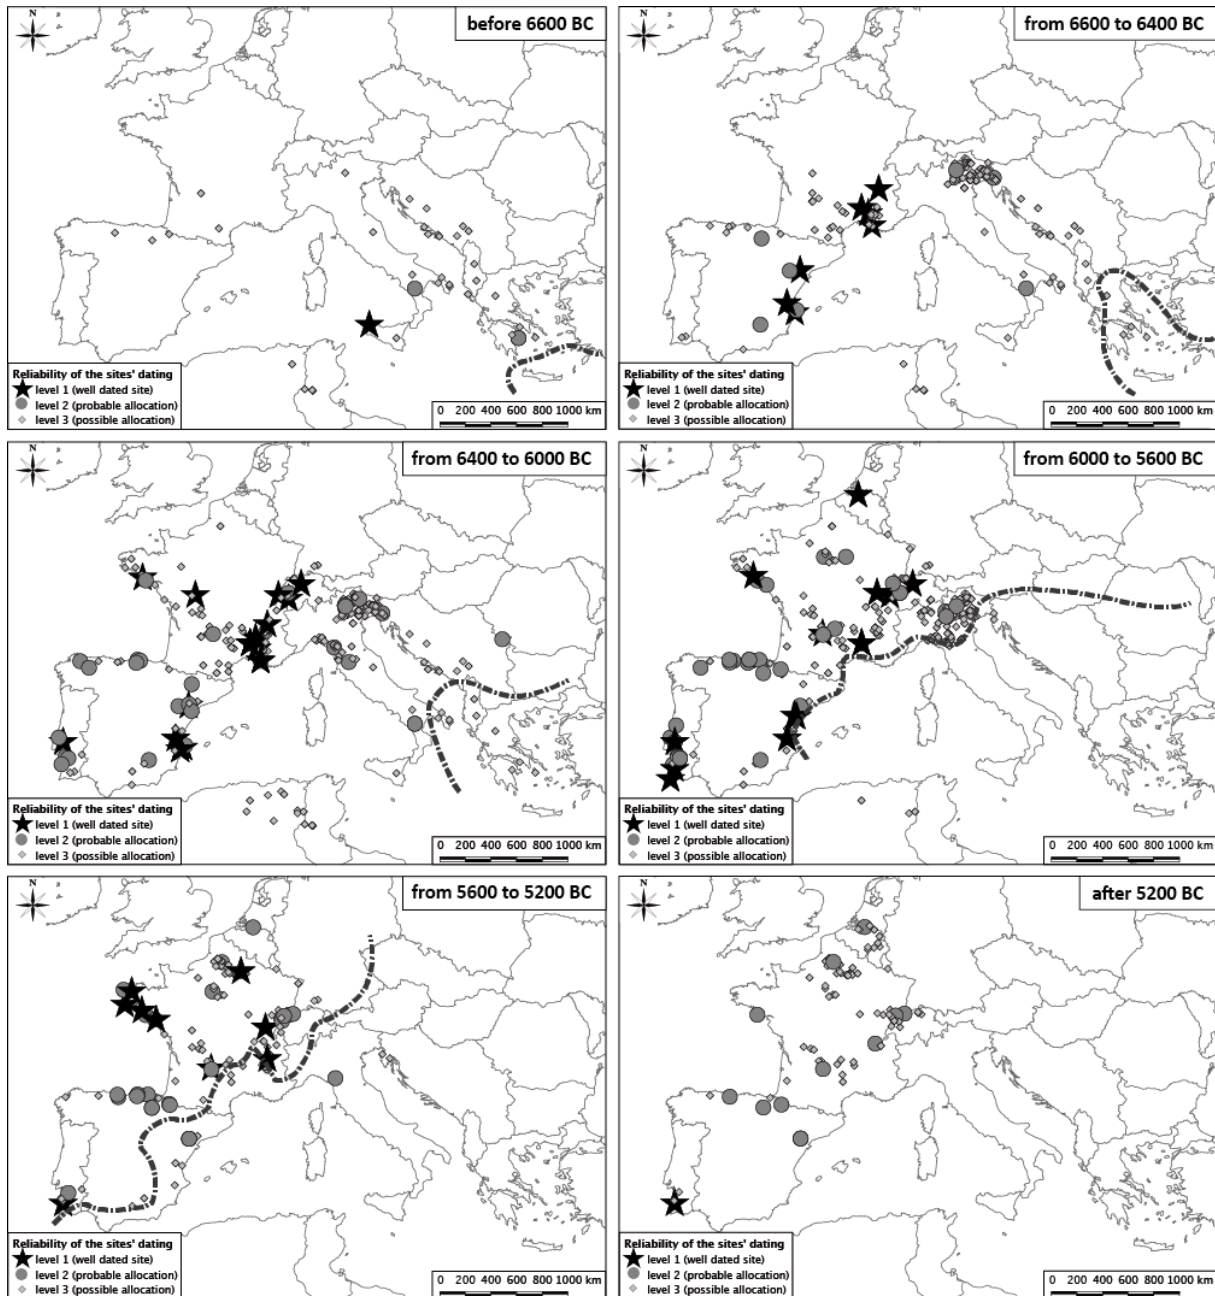 N
before 6600 BC
Reliability of the sites' dating
level 1 (well dated site)
level 2 (probable allocation)
level 3 (possible allocation)
0 200 400 600 800 1000 km
N
from 6600 to 6400 BC
Reliability of the sites' dating
level 1 (well dated site)
level 2 (probable allocation)
level 3 (possible allocation)
0 200 400 600 800 1000 km
N
from 6400 to 6000 BC
Reliability of the sites' dating
level 1 (well dated site)
level 2 (probable allocation)
level 3 (possible allocation)
0 200 400 600 800 1000 km
N
from 6000 to 5600 BC
Reliability of the sites' dating
level 1 (well dated site)
level 2 (probable allocation)
level 3 (possible allocation)
0 200 400 600 800 1000 km
N
from 5600 to 5200 BC
Reliability of the sites' dating
level 1 (well dated site)
level 2 (probable allocation)
level 3 (possible allocation)
0 200 400 600 800 1000 km
N
after 5200 BC
Reliability of the sites' dating
level 1 (well dated site)
level 2 (probable allocation)
level 3 (possible allocation)
0 200 400 600 800 1000 km